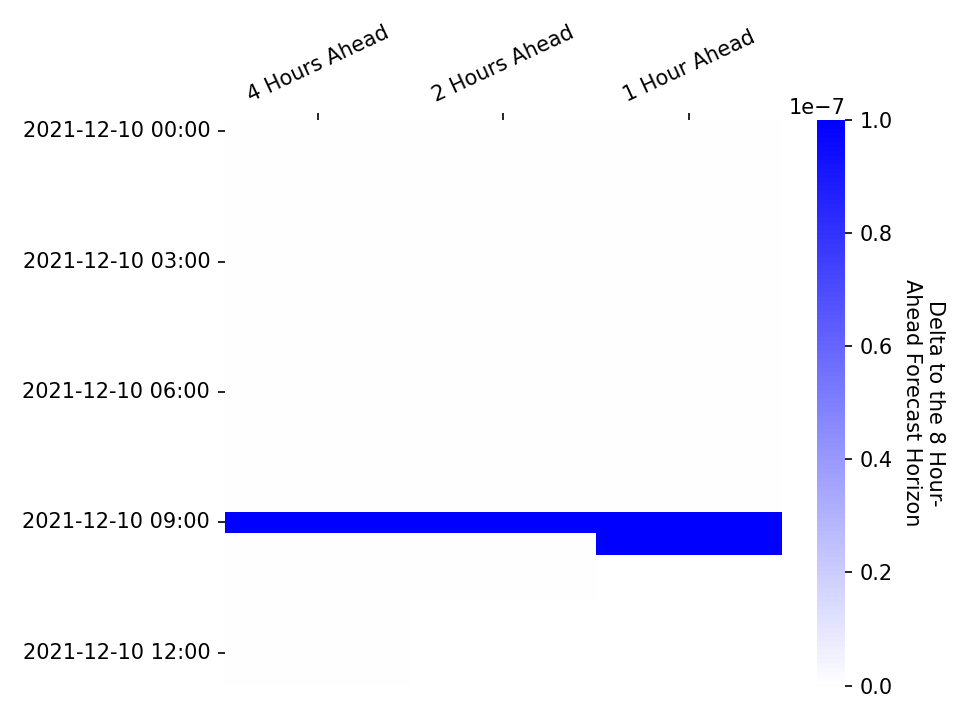 4 Hours Ahead
2 Hours Ahead
1 Hour Ahead
1e−7
2021-12-10 00:00
2021-12-10 03:00
2021-12-10 06:00
2021-12-10 09:00
2021-12-10 12:00
1.0
0.8
0.6
0.4
0.2
0.0
Delta to the 8 Hour-
Ahead Forecast Horizon